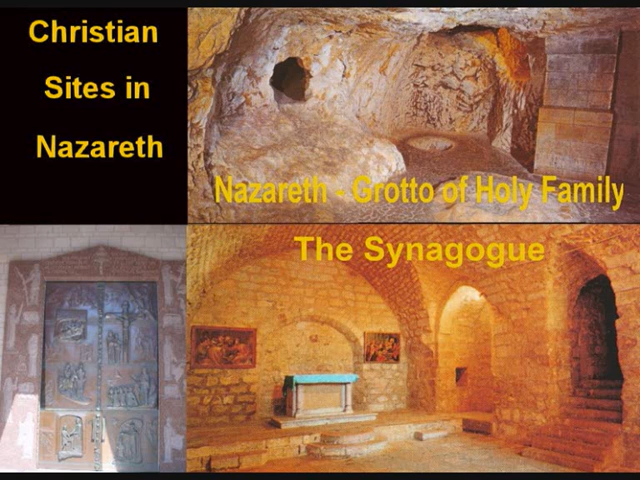 Christian
Sites in
Nazareth
Nazareth - Grotto of Holy Family
The Synagogue